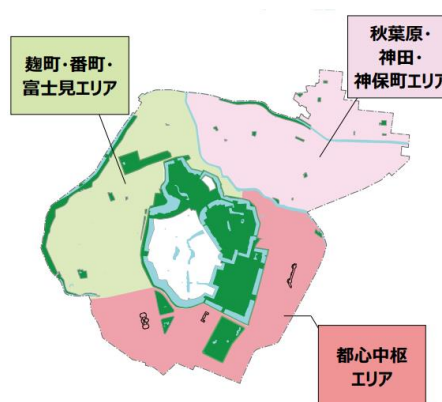 麹町・番町・
富士見エリア
秋葉原・
神田・
神保町エリア
都心中枢
エリア